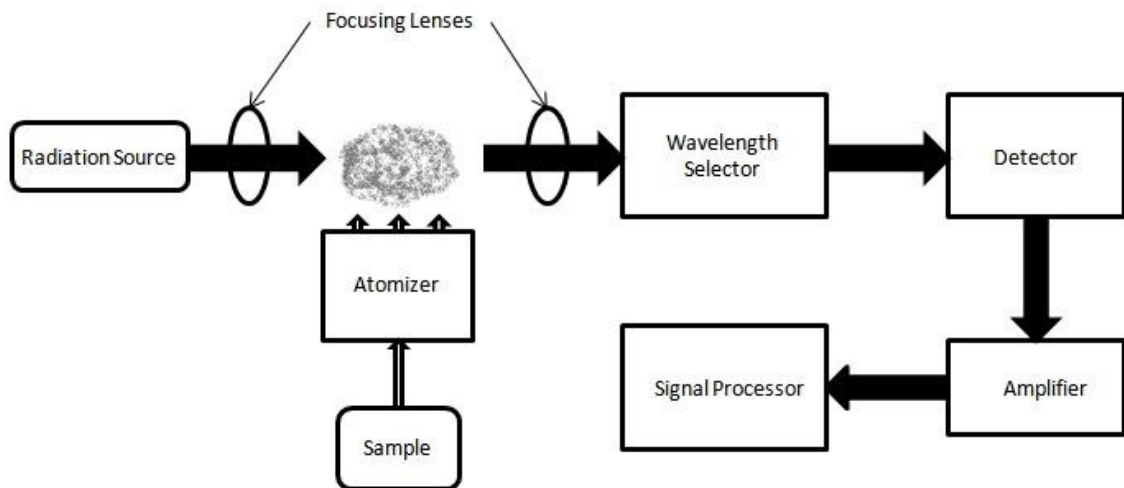 Focusing Lenses
Radiation Source
Wavelength
Selector
Detector
Atomizer
Signal Processor
Amplifier
Sample